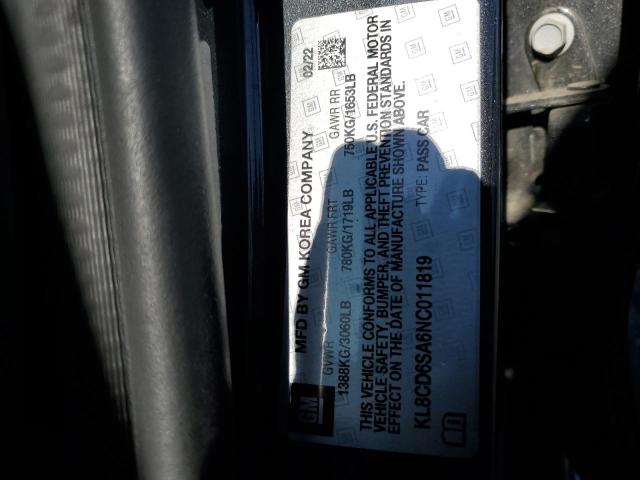 GM
MFD BY GM KOREA COMPANY 02/22
GVWR GAWR FRT GAWR RR
1388KG/3060LB 780KG/1719LB 750KG/1653LB
THIS VEHICLE CONFORMS TO ALL APPLICABLE U.S. FEDERAL MOTOR
VEHICLE SAFETY, BUMPER, AND THEFT PREVENTION STANDARDS IN
EFFECT ON THE DATE OF MANUFACTURE SHOWN ABOVE.
KL8CD6SA6NC011819 TYPE: PASS CAR